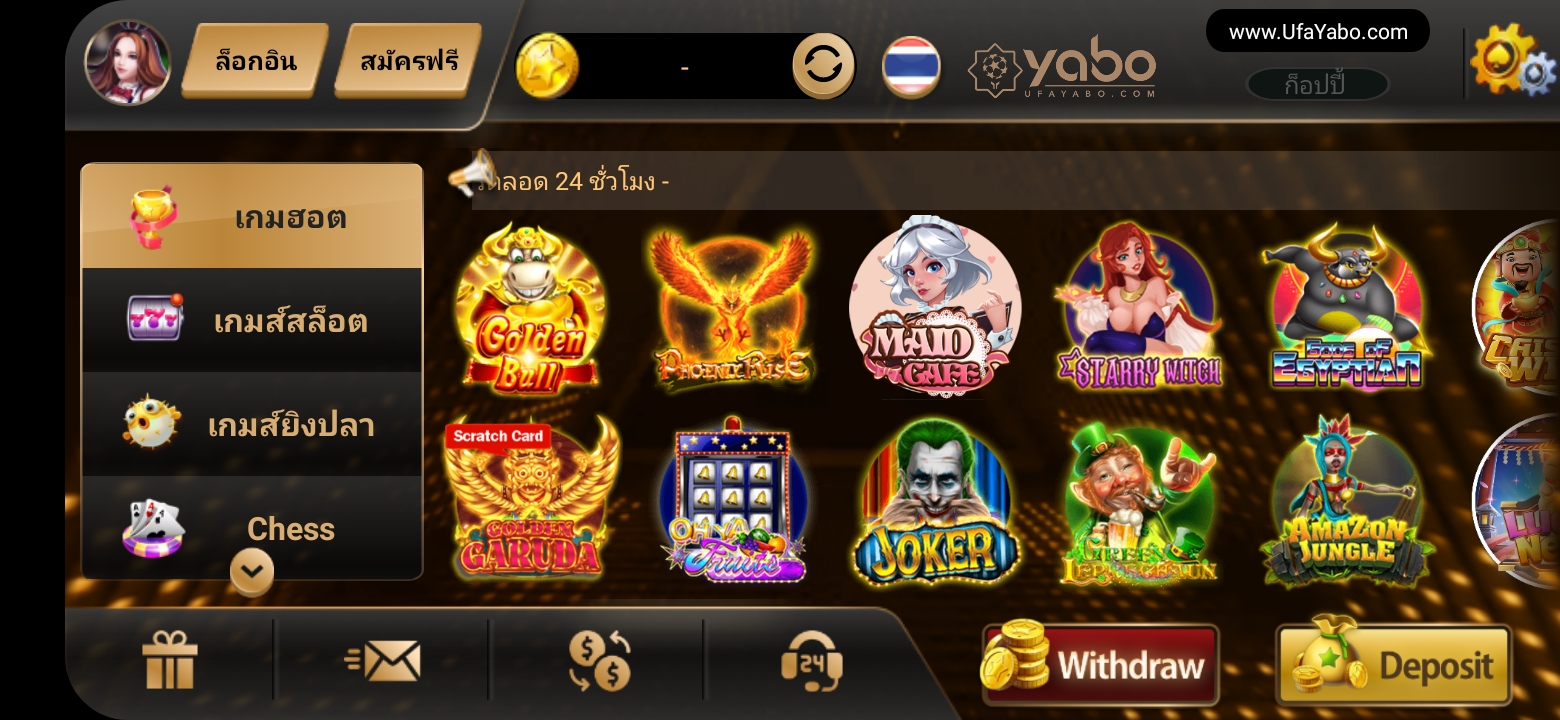 ล็อกอิน
สมัครฟรี
-
yabo
UFAYABO.COM
www.UfaYabo.com
ก็อปปี้
ตลอด 24 ชั่วโมง -
เกมฮอต
เกมส์สล็อต
เกมส์ยิงปลา
Chess
Golden
Bull
PHOENIX RISE
MAID
CAFE
STARRY WITCH
GODS OF
EGYPTIAN
Scratch Card
GOLDEN
GARUDA
OH YA
Fruits
JOKER
GREEN
LEPRECHAUN
AMAZON
JUNGLE
24
Withdraw
Deposit